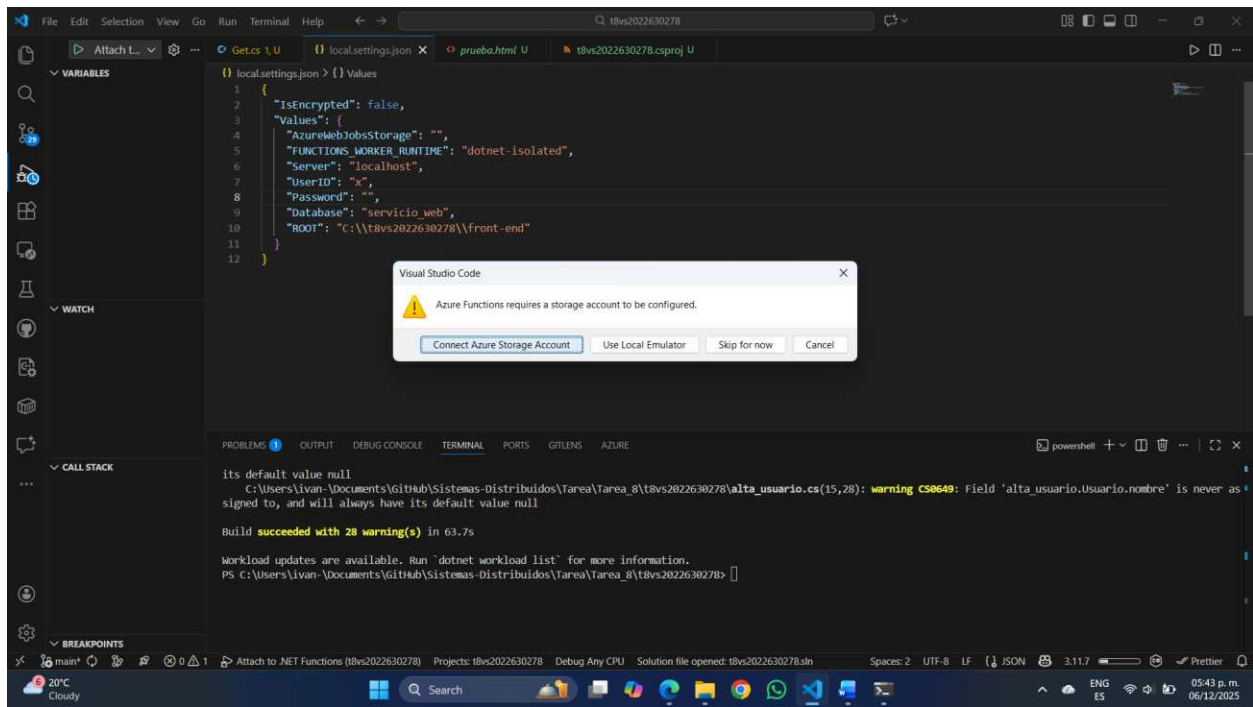 File Edit Selection View Go Run Terminal Help
t8vs2022630278
Attach t...
Get.cs 1, U
local.settings.json
prueba.html U
t8vs2022630278.csproj U
VARIABLES
{} local.settings.json > {} Values
1 {
2 "IsEncrypted": false,
3 "Values": {
4 "AzureWebJobsStorage": "",
5 "FUNCTIONS_WORKER_RUNTIME": "dotnet-isolated",
6 "Server": "localhost",
7 "UserID": "x",
8 "Password": "",
9 "Database": "servicio_web",
10 "ROOT": "C:\\t8vs2022630278\\front-end"
11 }
12 }
29
Visual Studio Code
Azure Functions requires a storage account to be configured.
Connect Azure Storage Account
Use Local Emulator
Skip for now
Cancel
WATCH
CALL STACK
BREAKPOINTS
PROBLEMS 1 OUTPUT DEBUG CONSOLE TERMINAL PORTS GITLENS AZURE
powershell
its default value null
C:\Users\ivan-\Documents\GitHub\Sistemas-Distribuidos\Tarea\Tarea_8\t8vs2022630278\alta_usuario.cs(15,28): warning CS0649: Field 'alta_usuario.Usuario.nombre' is never as
signed to, and will always have its default value null
Build succeeded with 28 warning(s) in 63.7s
Workload updates are available. Run `dotnet workload list` for more information.
PS C:\Users\ivan-\Documents\GitHub\Sistemas-Distribuidos\Tarea\Tarea_8\t8vs2022630278>
main* 0 1 Attach to .NET Functions (t8vs2022630278) Projects: t8vs2022630278 Debug Any CPU Solution file opened: t8vs2022630278.sln Spaces: 2 UTF-8 LF {} JSON 3.11.7 Prettier
6
20°C
Cloudy
Search
ENG
ES
05:43 p. m.
06/12/2025